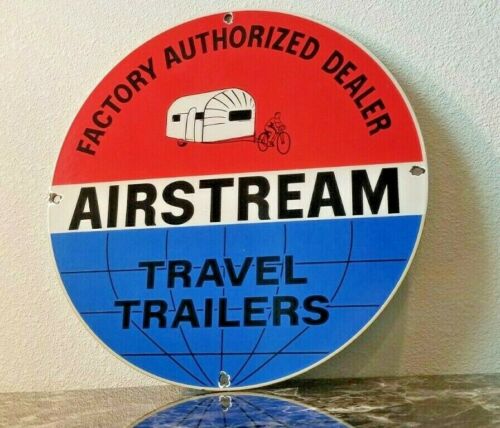 FACTORY AUTHORIZED DEALER
AIRSTREAM
TRAVEL
TRAILERS